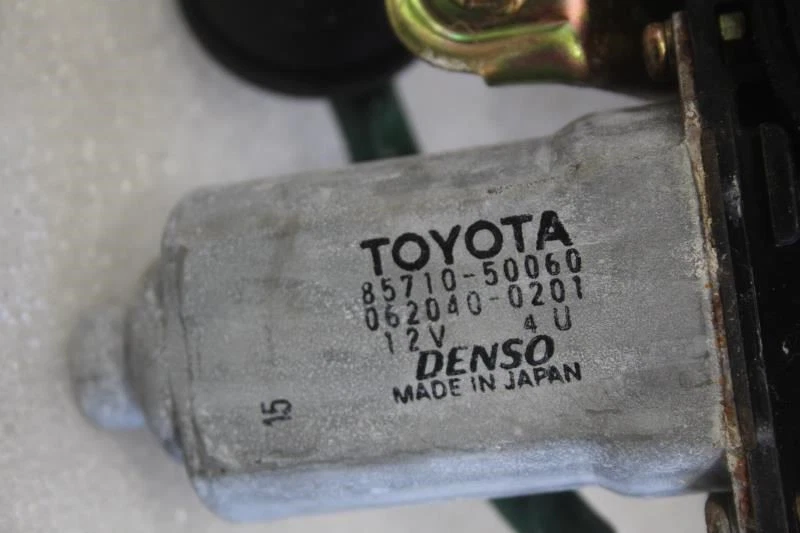 TOYOTA
85710-50060
062040-0201
12V 4U
DENSO
MADE IN JAPAN
15